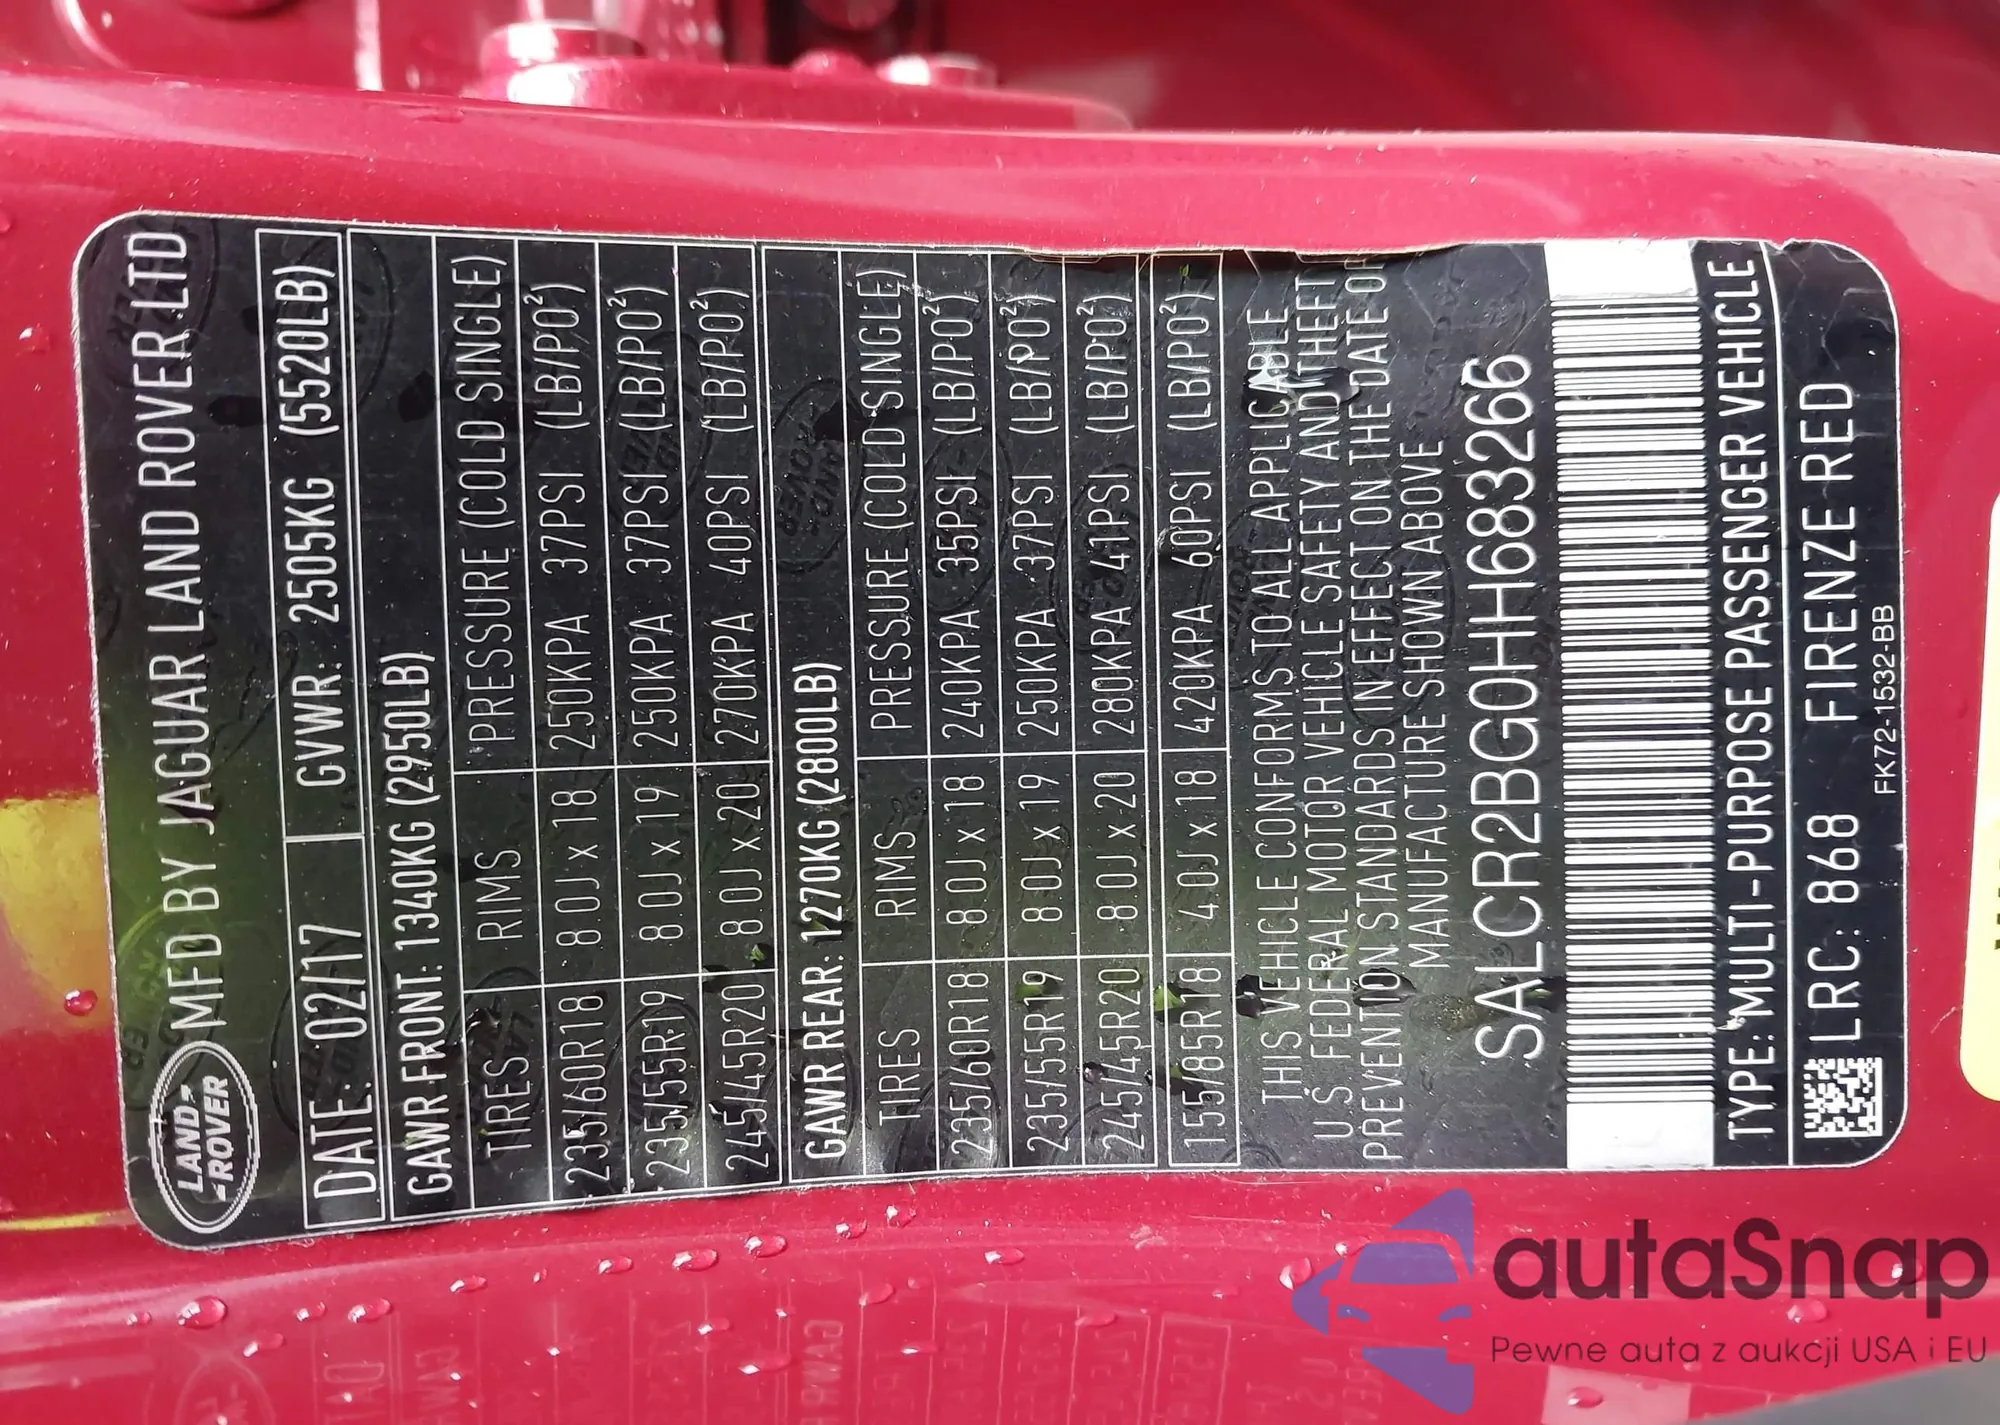 LAND ROVER
MFD BY JAGUAR LAND ROVER LTD
DATE: 02/17 GVWR: 2505KG (5520LB)
GAWR FRONT: 1340KG (2950LB)
TIRES RIMS PRESSURE (COLD SINGLE)
235/60R18 8.0J x 18 250KPA 37PSI (LB/PO²)
235/55R19 8.0J x 19 250KPA 37PSI (LB/PO²)
245/45R20 8.0J x 20 270KPA 40PSI (LB/PO²)
GAWR REAR: 1270KG (2800LB)
TIRES RIMS PRESSURE (COLD SINGLE)
235/60R18 8.0J x 18 240KPA 35PSI (LB/PO²)
235/55R19 8.0J x 19 250KPA 37PSI (LB/PO²)
245/45R20 8.0J x 20 280KPA 41PSI (LB/PO²)
155/85R18 4.0J x 18 420KPA 60PSI (LB/PO²)
THIS VEHICLE CONFORMS TO ALL APPLICABLE
U.S. FEDERAL MOTOR VEHICLE SAFETY AND THEFT
PREVENTION STANDARDS IN EFFECT ON THE DATE OF
MANUFACTURE SHOWN ABOVE
SALCR2BG0HH683266
TYPE: MULTI-PURPOSE PASSENGER VEHICLE
LRC: 868 FIRENZE RED
FK72-1532-BB
autaSnap
Pewne auta z aukcji USA i EU